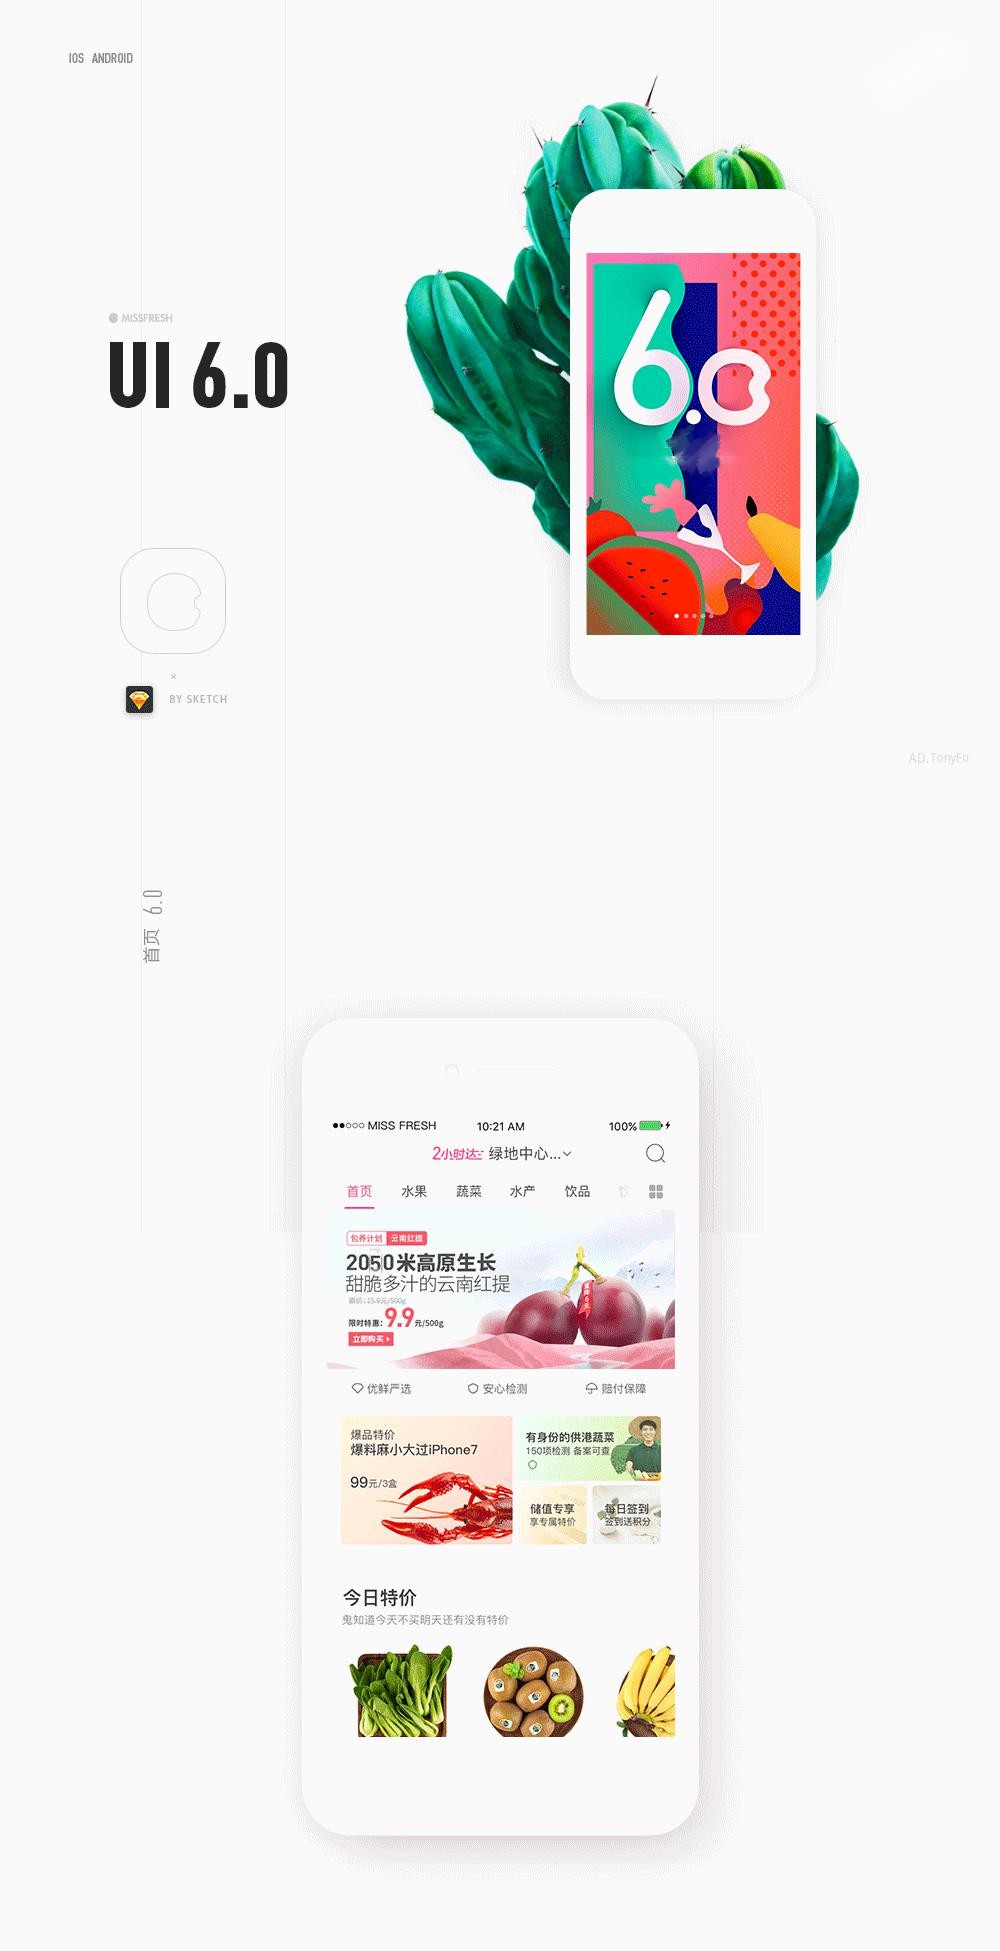 IOS ANDROID
MISSFRESH
UI 6.0
6.0
×
BY SKETCH
AD.TonyFu
首页 6.0
MISS FRESH 10:21 AM 100%
2小时达 绿地中心...
首页 水果 蔬菜 水产 饮品
包养计划 云南红提
2050米高原生长
甜脆多汁的云南红提
原价:15.9元/500g
限时特惠:9.9元/500g
立即购买
优鲜严选 安心检测 赔付保障
爆品特价
爆料麻小大过iPhone7
99元/3盒
有身份的供港蔬菜
150项检测 备案可查
储值专享
享专属特价
每日签到
签到送积分
今日特价
鬼知道今天不买明天还有没有特价